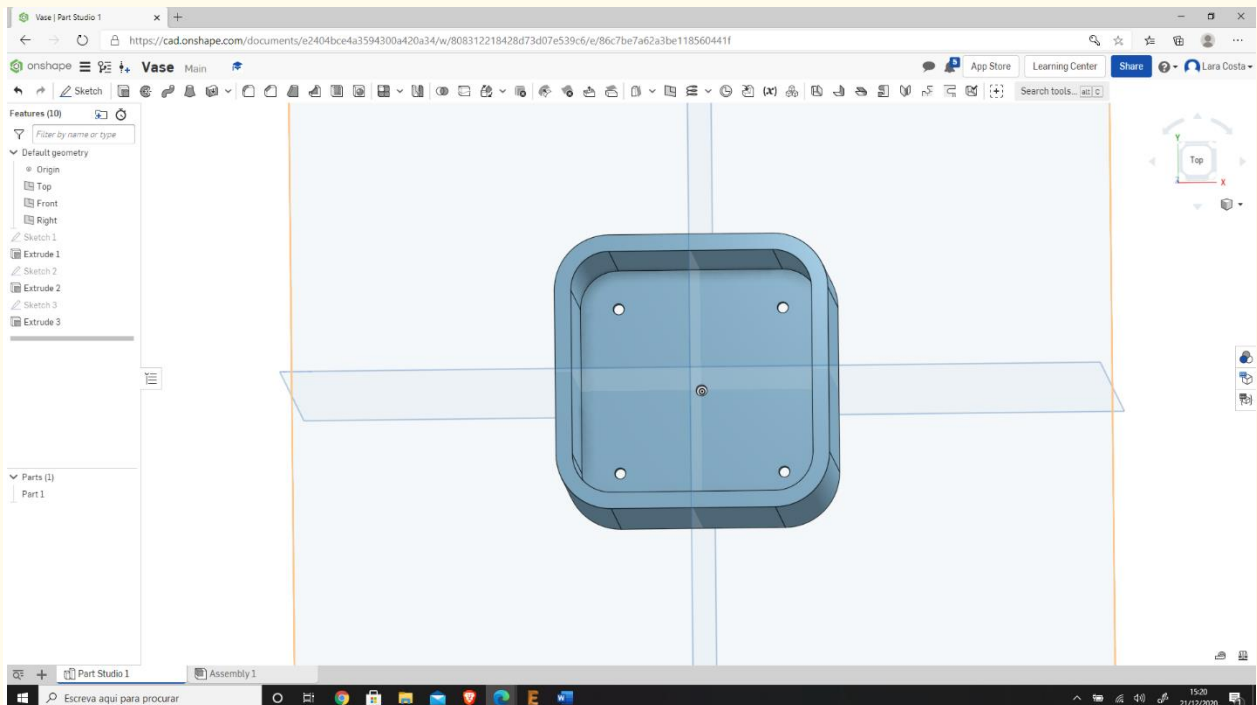 Vase | Part Studio 1
https://cad.onshape.com/documents/e2404bce4a3594300a420a34/w/808312218428d73d07e539c6/e/86c7be7a62a3be118560441f
onshape Vase Main 5 App Store Learning Center Share Lara Costa
Sketch Search tools... alt C
Features (10)
Filter by name or type
Default geometry
Origin
Top
Front
Right
Sketch 1
Extrude 1
Sketch 2
Extrude 2
Sketch 3
Extrude 3
Y
Top
Z X
Parts (1)
Part 1
Part Studio 1 Assembly 1
Escreva aqui para procurar
15:20
21/12/2020